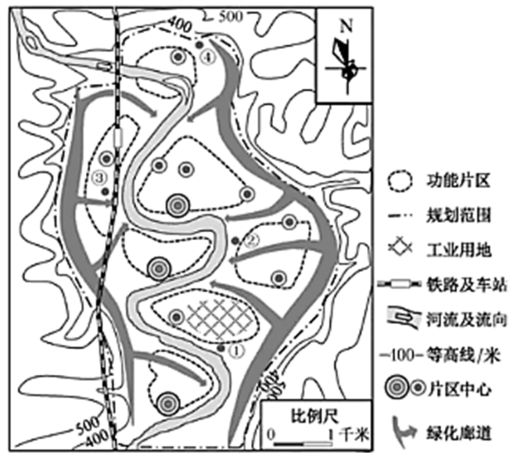 400
500
N
④
③
②
①
400
500
500
400
比例尺
0 1 千米
功能片区
规划范围
工业用地
铁路及车站
河流及流向
-100- 等高线/米
片区中心
绿化廊道